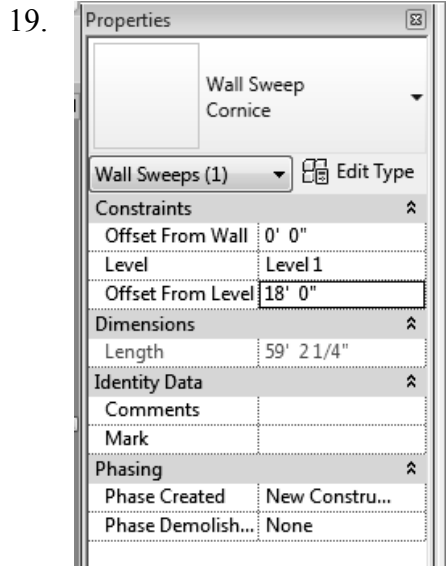 19.
Properties
Wall Sweep
Cornice
Wall Sweeps (1) Edit Type
Constraints
Offset From Wall 0' 0"
Level Level 1
Offset From Level 18' 0"
Dimensions
Length 59' 2 1/4"
Identity Data
Comments
Mark
Phasing
Phase Created New Constru...
Phase Demolish... None